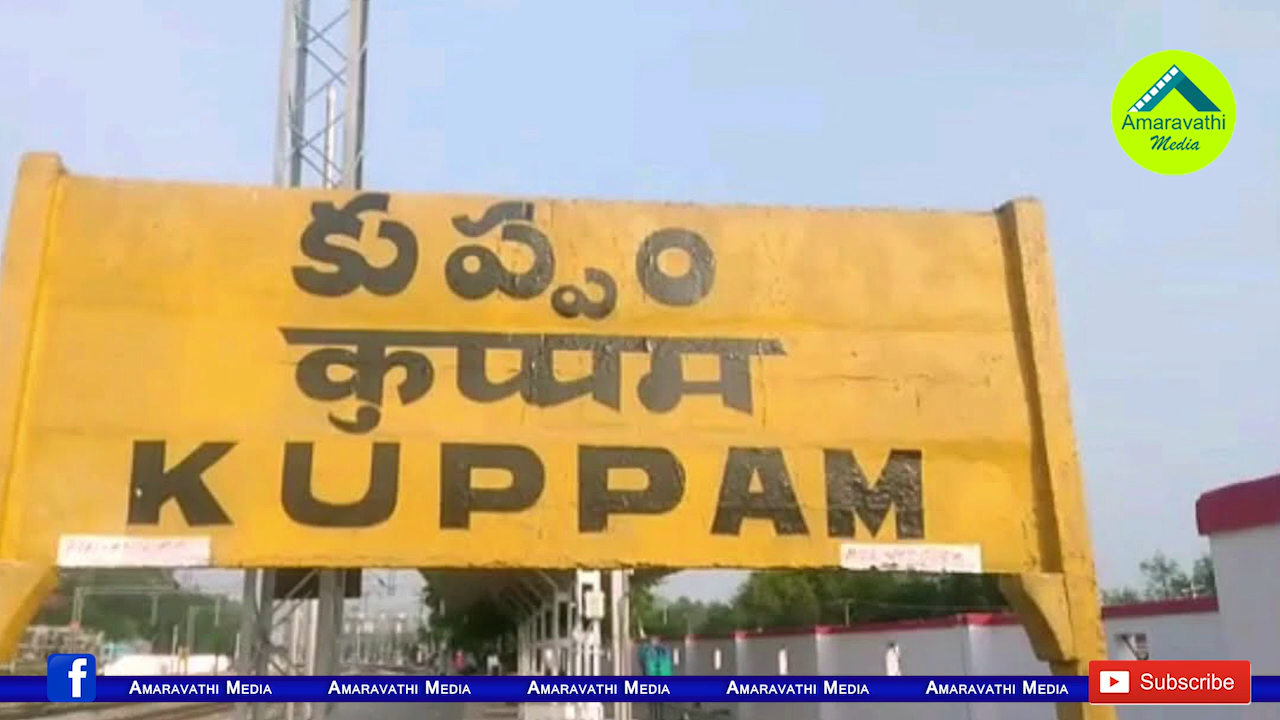 Amaravathi
Media
కుప్పం
कुप्पम
KUPPAM
f AMARAVATHI MEDIA AMARAVATHI MEDIA AMARAVATHI MEDIA AMARAVATHI MEDIA AMARAVATHI MEDIA Subscribe